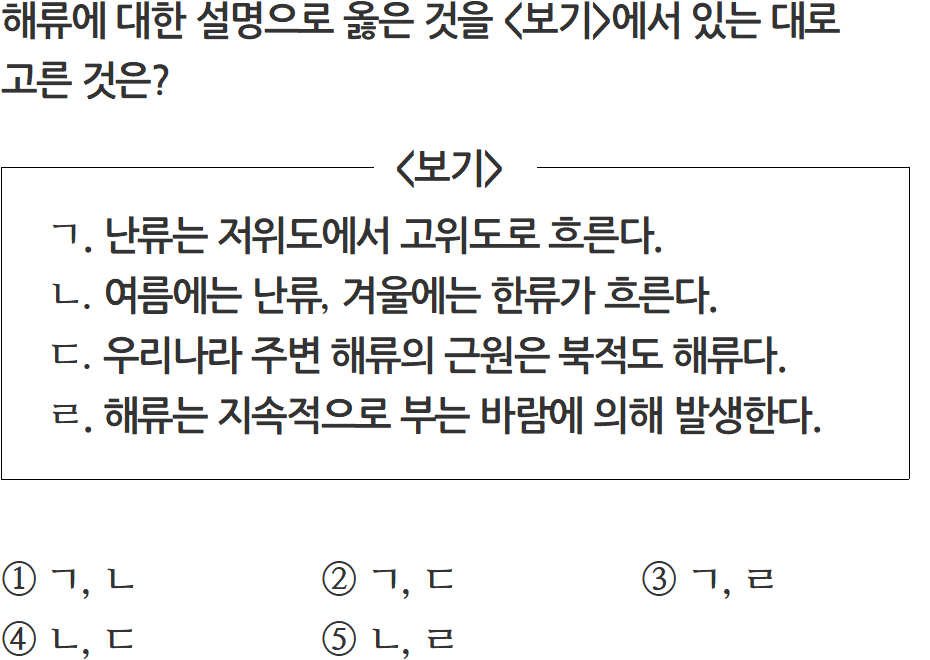 해류에 대한 설명으로 옳은 것을 <보기>에서 있는 대로
고른 것은?
<보기>
ㄱ. 난류는 저위도에서 고위도로 흐른다.
ㄴ. 여름에는 난류, 겨울에는 한류가 흐른다.
ㄷ. 우리나라 주변 해류의 근원은 북적도 해류다.
ㄹ. 해류는 지속적으로 부는 바람에 의해 발생한다.
① ㄱ, ㄴ ② ㄱ, ㄷ ③ ㄱ, ㄹ
④ ㄴ, ㄷ ⑤ ㄴ, ㄹ